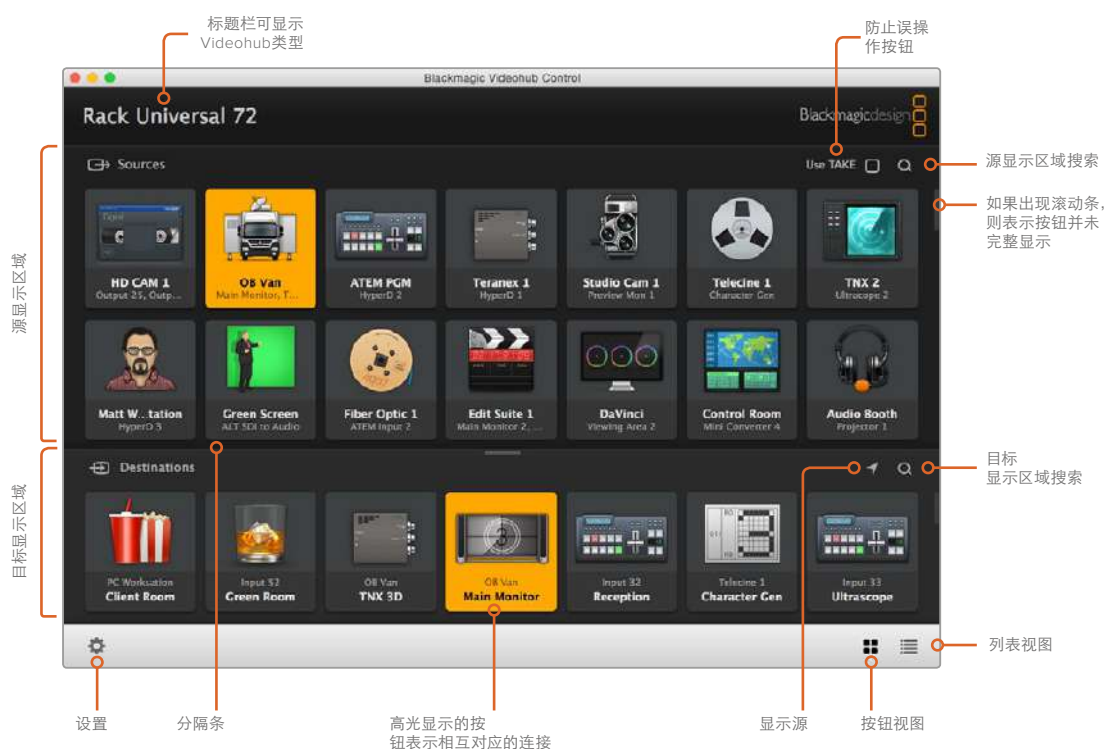 标题栏可显示
Videohub类型
防止误操
作按钮
Blackmagic Videohub Control
Rack Universal 72
Blackmagicdesign
Sources
Use TAKE
源显示区域搜索
如果出现滚动条，
则表示按钮并未
完整显示
源显示区域
HD CAM 1
Output 25, Outp...
OB Van
Main Monitor, T...
ATEM PGM
HyperD 2
Teranex 1
HyperD 1
Studio Cam 1
Preview Mon 1
Telecine 1
Character Gen
TNX 2
Ultrascope 2
Matt W...tation
HyperD 3
Green Screen
ALT SDI to Audio
Fiber Optic 1
ATEM Input 2
Edit Suite 1
Main Monitor 2, ...
DaVinci
Viewing Area 2
Control Room
Mini Converter 4
Audio Booth
Projector 1
目标显示区域
Destinations
目标
显示区域搜索
PC Worksation
Client Room
Input 52
Green Room
OB Van
TNX 3D
OB Van
Main Monitor
Input 32
Reception
Telecine 1
Character Gen
Input 33
Ultrascope
列表视图
设置
分隔条
高光显示的按
钮表示相互对应的连接
显示源
按钮视图